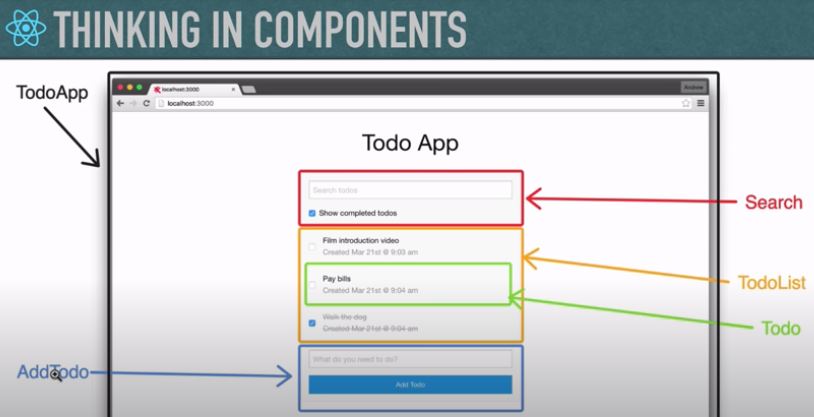 THINKING IN COMPONENTS
TodoApp
localhost:3000
Andrew
localhost:3000
Todo App
Search todos
Show completed todos
Search
Film introduction video
Created Mar 21st @ 9:03 am
TodoList
Pay bills
Created Mar 21st @ 9:04 am
Todo
Walk the dog
Created Mar 21st @ 9:04 am
AddTodo
What do you need to do?
Add Todo